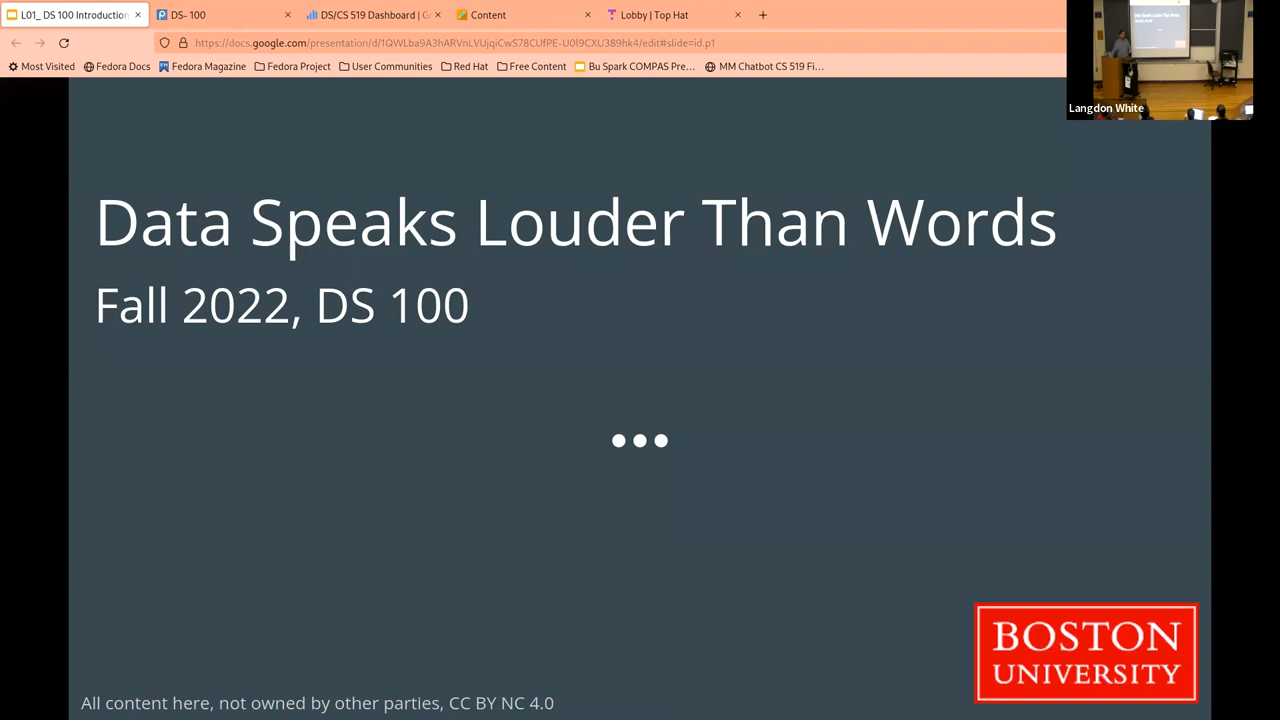 L01_ DS 100 Introduction
DS- 100
DS/CS 519 Dashboard | G
Content
Lobby | Top Hat
https://docs.google.com/presentation/d/1QWLba9A3hARVnLVUjqiCwS78CUfPE-U0l9CXU389hk4/edit#slide=id.p1
Most Visited
Fedora Docs
Fedora Magazine
Fedora Project
User Communities
Red Hat
Free Content
Bu Spark COMPAS Pre...
MM Chatbot CS 519 Fi...
Langdon White
Data Speaks Louder Than Words
Fall 2022, DS 100
BOSTON
UNIVERSITY
All content here, not owned by other parties, CC BY NC 4.0